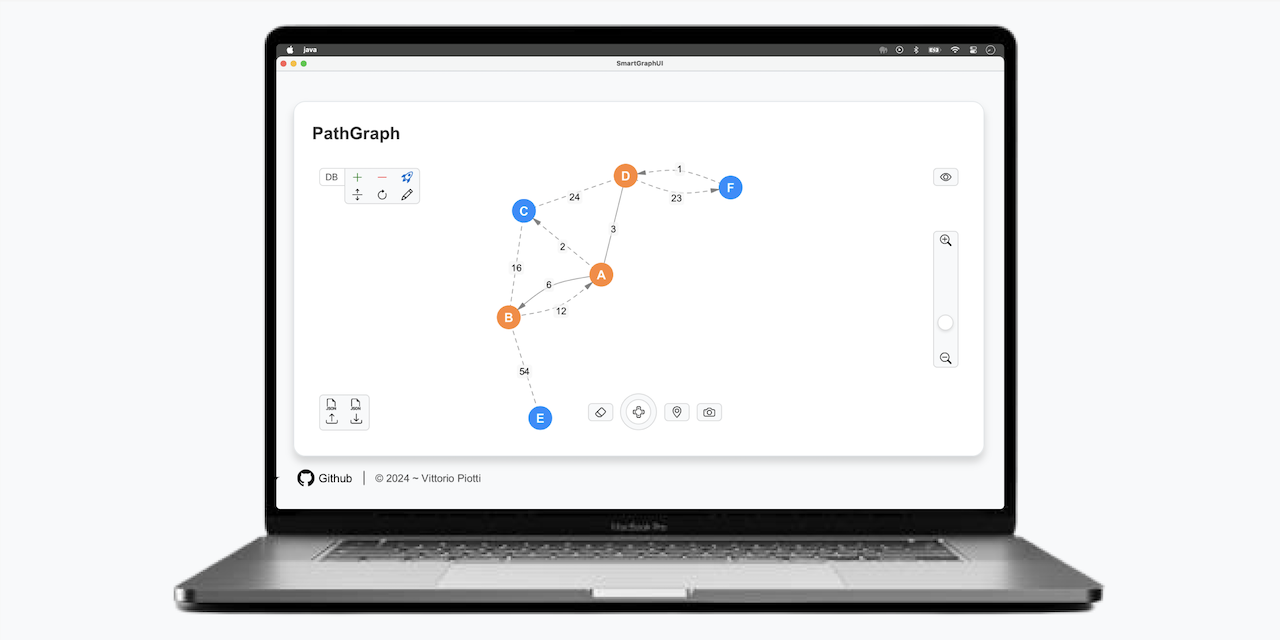 java
SmartGraphUI
PathGraph
DB
D
1
F
24
23
C
3
2
16
A
6
12
B
54
E
JSON JSON
Github | © 2024 ~ Vittorio Piotti
MacBook Pro